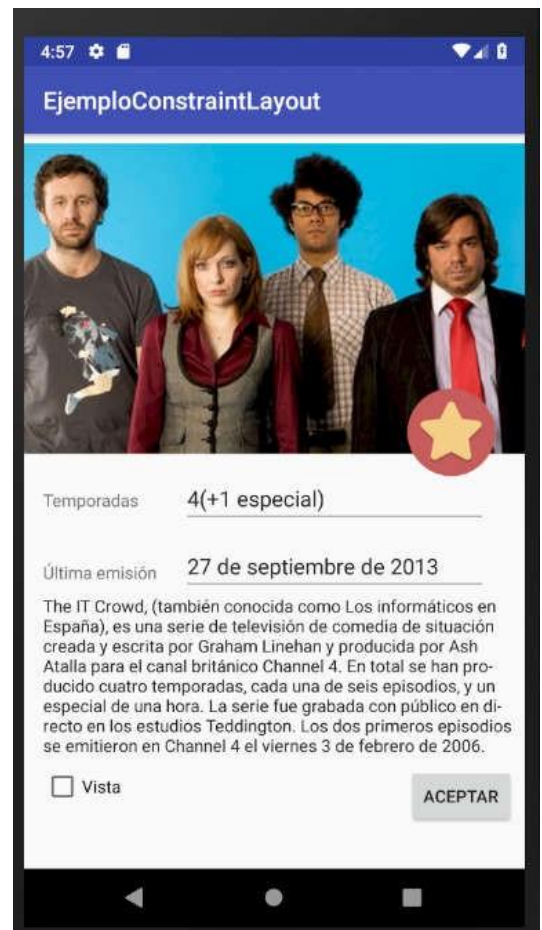 4:57
EjemploConstraintLayout
Temporadas
4(+1 especial)
Última emisión
27 de septiembre de 2013
The IT Crowd, (también conocida como Los informáticos en
España), es una serie de televisión de comedia de situación
creada y escrita por Graham Linehan y producida por Ash
Atalla para el canal británico Channel 4. En total se han pro-
ducido cuatro temporadas, cada una de seis episodios, y un
especial de una hora. La serie fue grabada con público en di-
recto en los estudios Teddington. Los dos primeros episodios
se emitieron en Channel 4 el viernes 3 de febrero de 2006.
Vista
ACEPTAR